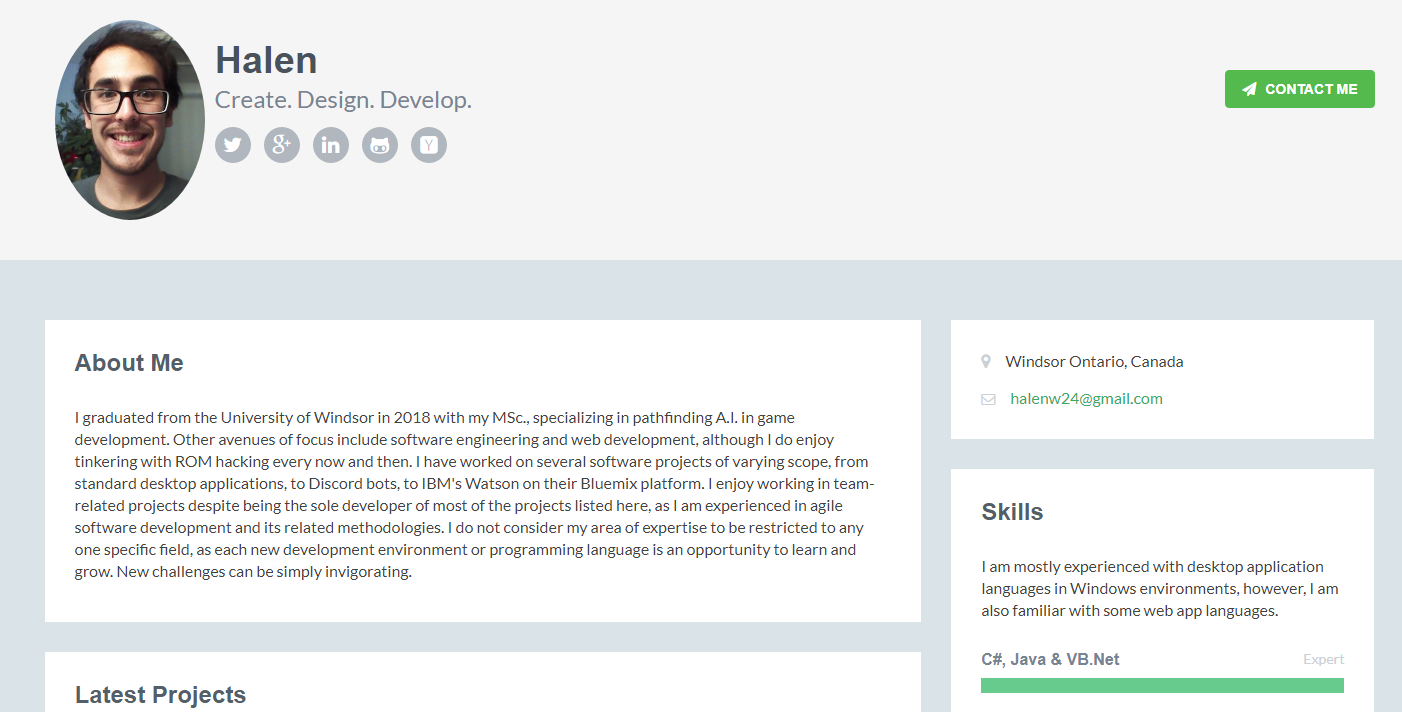 Halen
Create. Design. Develop.
CONTACT ME
About Me
I graduated from the University of Windsor in 2018 with my MSc., specializing in pathfinding A.I. in game
development. Other avenues of focus include software engineering and web development, although I do enjoy
tinkering with ROM hacking every now and then. I have worked on several software projects of varying scope, from
standard desktop applications, to Discord bots, to IBM's Watson on their Bluemix platform. I enjoy working in team-
related projects despite being the sole developer of most of the projects listed here, as I am experienced in agile
software development and its related methodologies. I do not consider my area of expertise to be restricted to any
one specific field, as each new development environment or programming language is an opportunity to learn and
grow. New challenges can be simply invigorating.
Latest Projects
Windsor Ontario, Canada
halenw24@gmail.com
Skills
I am mostly experienced with desktop application
languages in Windows environments, however, I am
also familiar with some web app languages.
C#, Java & VB.Net
Expert